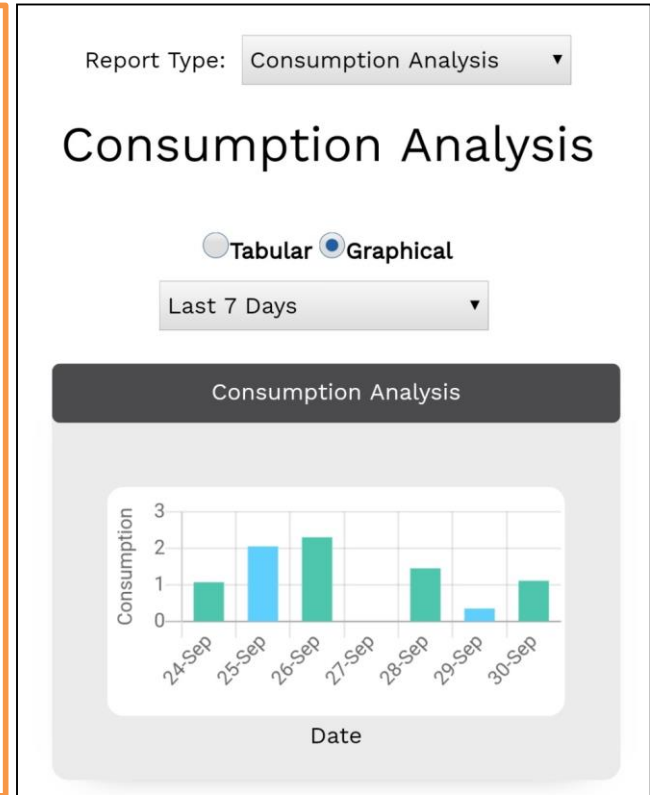 Report Type: Consumption Analysis
Consumption Analysis
Tabular Graphical
Last 7 Days
Consumption Analysis
Consumption
3
2
1
0
24-Sep 25-Sep 26-Sep 27-Sep 28-Sep 29-Sep 30-Sep
Date